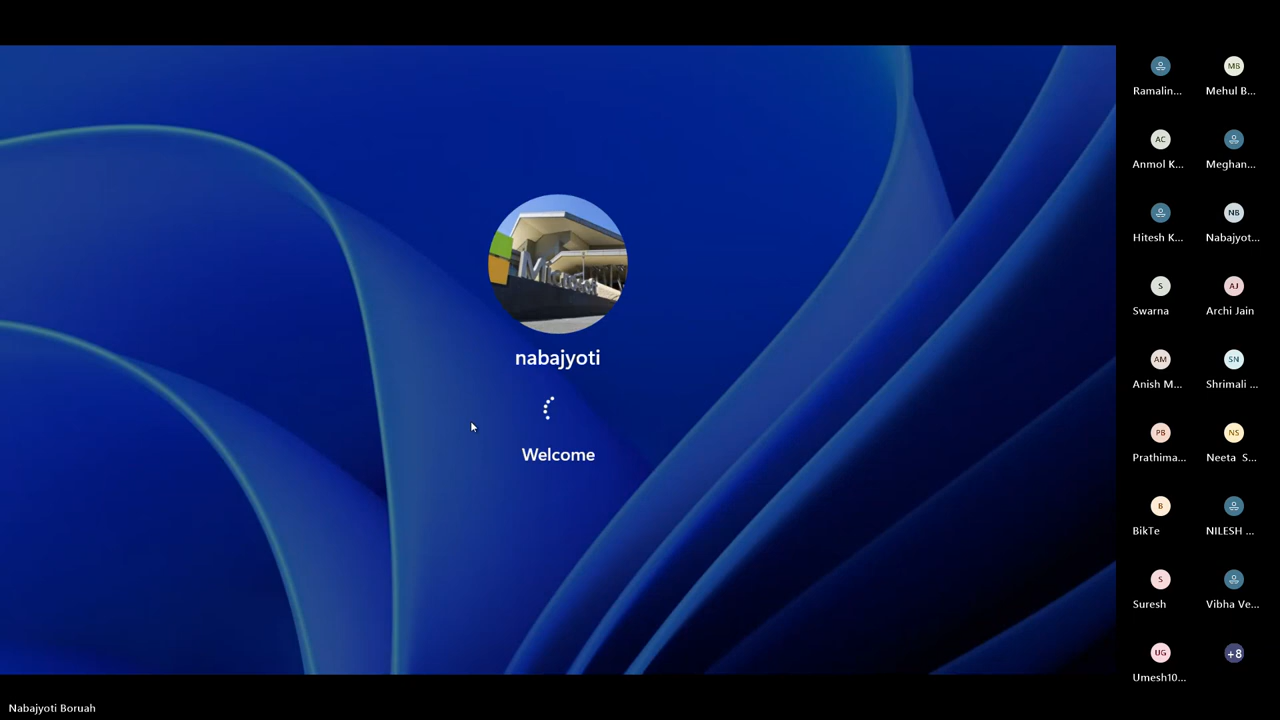 Microsoft
nabajyoti
Welcome
Ramalin...
MB
Mehul B...
AC
Anmol K...
Meghan...
Hitesh K...
NB
Nabajyot...
S
Swarna
AJ
Archi Jain
AM
Anish M...
SN
Shrimali ...
PB
Prathima...
NS
Neeta S...
B
BikTe
NILESH ...
S
Suresh
Vibha Ve...
UG
Umesh10...
+8
Nabajyoti Boruah